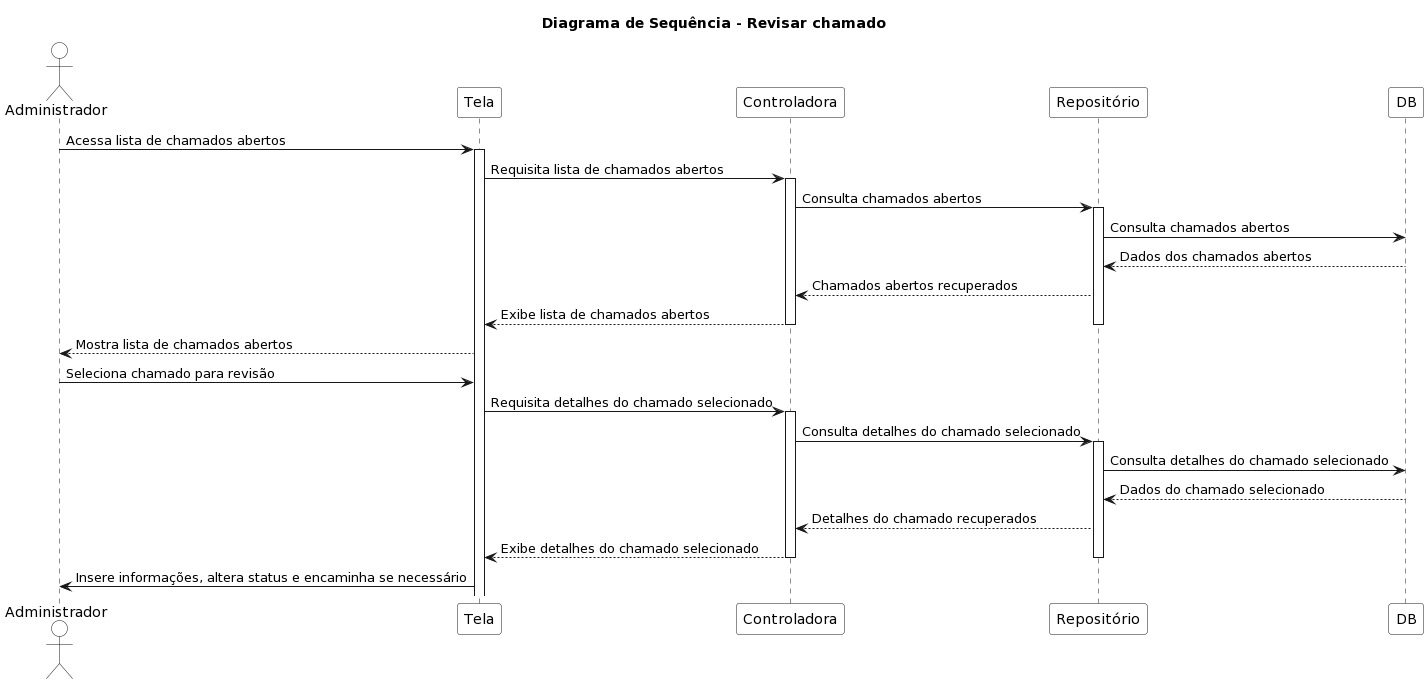 Diagrama de Sequência - Revisar chamado
Administrador
Tela
Controladora
Repositório
DB
Acessa lista de chamados abertos
Requisita lista de chamados abertos
Consulta chamados abertos
Consulta chamados abertos
Dados dos chamados abertos
Chamados abertos recuperados
Exibe lista de chamados abertos
Mostra lista de chamados abertos
Seleciona chamado para revisão
Requisita detalhes do chamado selecionado
Consulta detalhes do chamado selecionado
Consulta detalhes do chamado selecionado
Dados do chamado selecionado
Detalhes do chamado recuperados
Exibe detalhes do chamado selecionado
Insere informações, altera status e encaminha se necessário
Administrador
Tela
Controladora
Repositório
DB